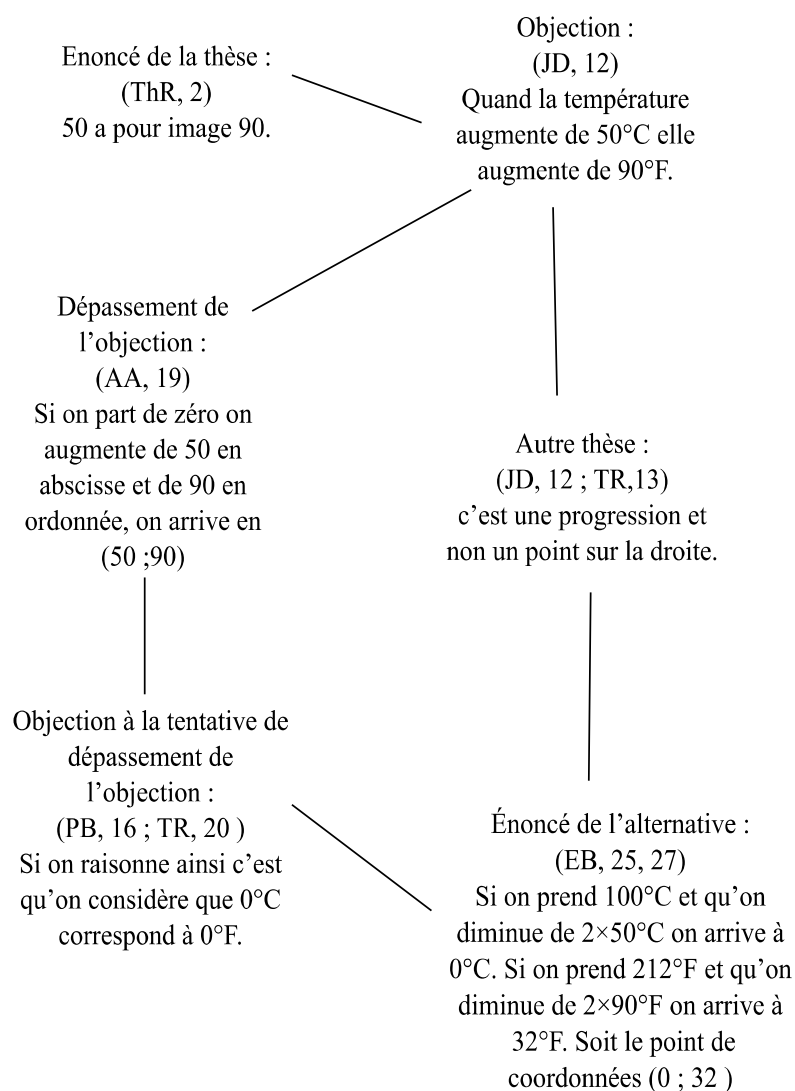 Enoncé de la thèse :
(ThR, 2)
50 a pour image 90.
Objection :
(JD, 12)
Quand la température
augmente de 50°C elle
augmente de 90°F.
Dépassement de
l’objection :
(AA, 19)
Si on part de zéro on
augmente de 50 en
abscisse et de 90 en
ordonnée, on arrive en
(50 ;90)
Autre thèse :
(JD, 12 ; TR,13)
c’est une progression et
non un point sur la droite.
Objection à la tentative de
dépassement de
l’objection :
(PB, 16 ; TR, 20 )
Si on raisonne ainsi c’est
qu’on considère que 0°C
correspond à 0°F.
Énoncé de l’alternative :
(EB, 25, 27)
Si on prend 100°C et qu’on
diminue de 2×50°C on arrive à
0°C. Si on prend 212°F et qu’on
diminue de 2×90°F on arrive à
32°F. Soit le point de
coordonnées (0 ; 32 )